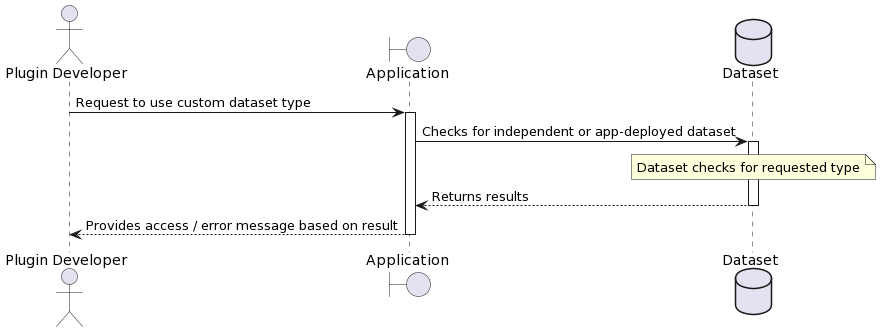 Plugin Developer
Application
Dataset
Request to use custom dataset type
Checks for independent or app-deployed dataset
Dataset checks for requested type
Returns results
Provides access / error message based on result
Plugin Developer
Application
Dataset